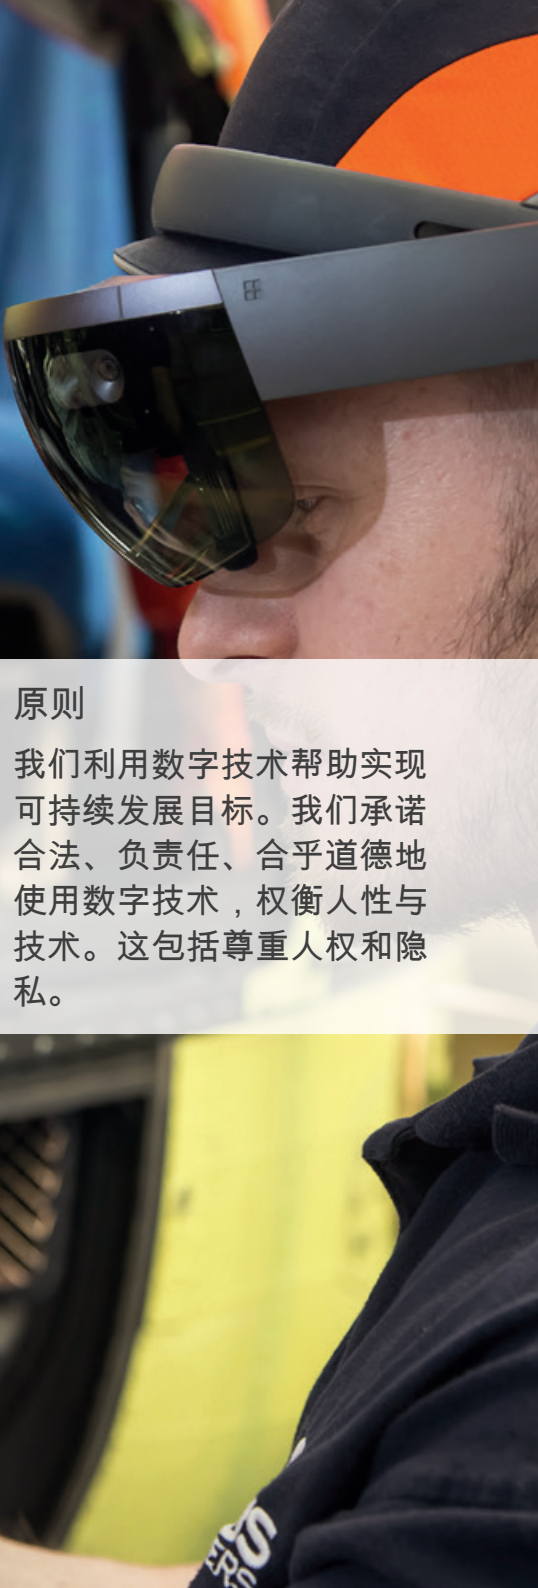 原则
我们利用数字技术帮助实现
可持续发展目标。我们承诺
合法、负责任、合乎道德地
使用数字技术，权衡人性与
技术。这包括尊重人权和隐
私。